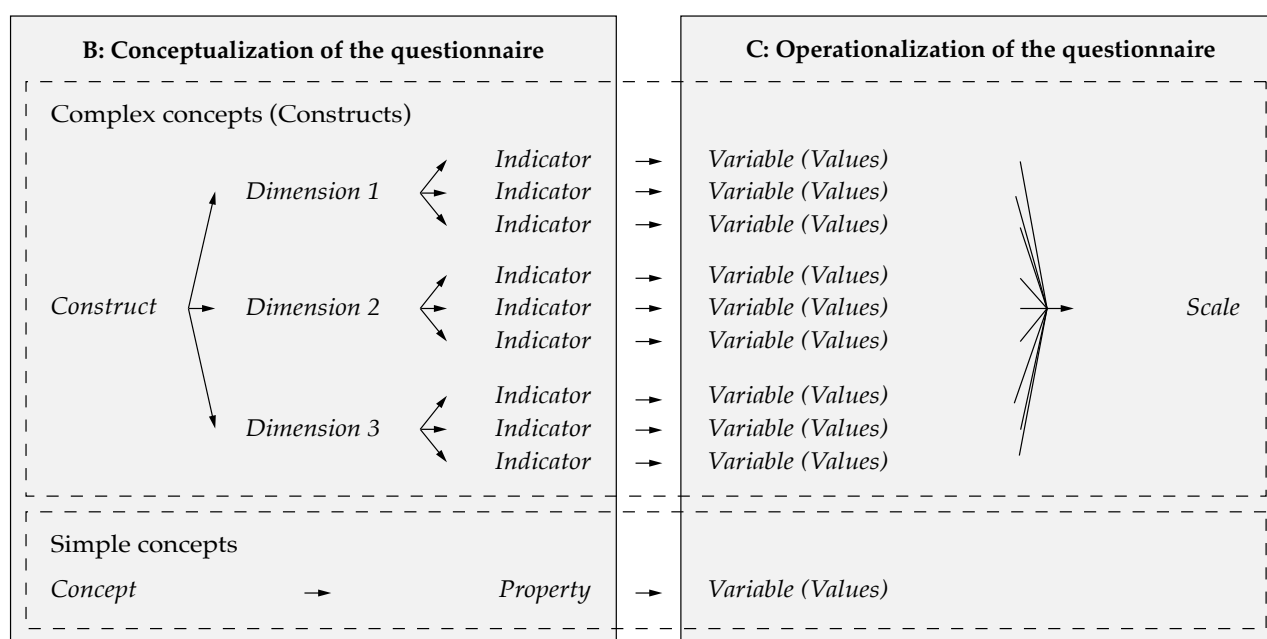 B: Conceptualization of the questionnaire
C: Operationalization of the questionnaire
Complex concepts (Constructs)
Indicator Variable (Values)
Dimension 1 Indicator Variable (Values)
Indicator Variable (Values)
Indicator Variable (Values)
Construct Dimension 2 Indicator Variable (Values) Scale
Indicator Variable (Values)
Indicator Variable (Values)
Dimension 3 Indicator Variable (Values)
Indicator Variable (Values)
Simple concepts
Concept Property Variable (Values)